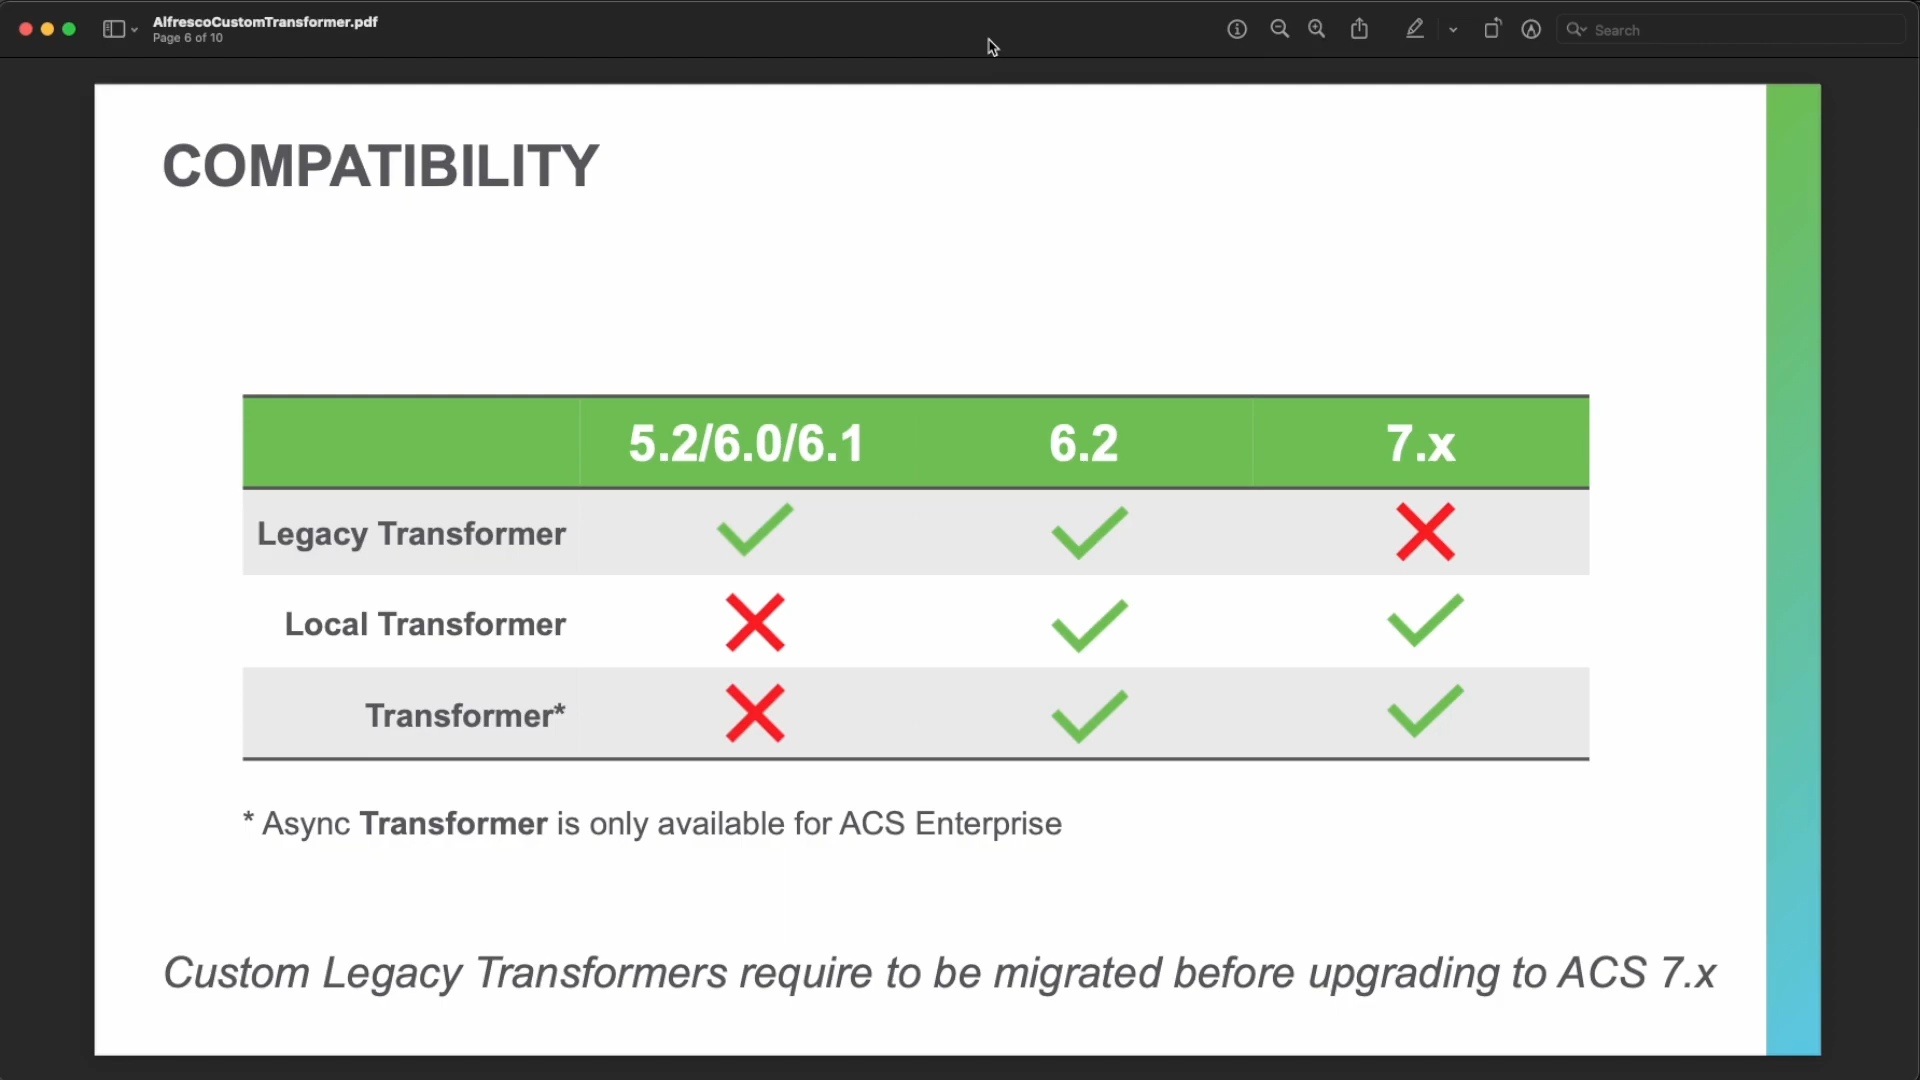 AlfrescoCustomTransformer.pdf
Page 6 of 10
Search
COMPATIBILITY
5.2/6.0/6.1 6.2 7.x
Legacy Transformer
Local Transformer
Transformer*
* Async Transformer is only available for ACS Enterprise
Custom Legacy Transformers require to be migrated before upgrading to ACS 7.x